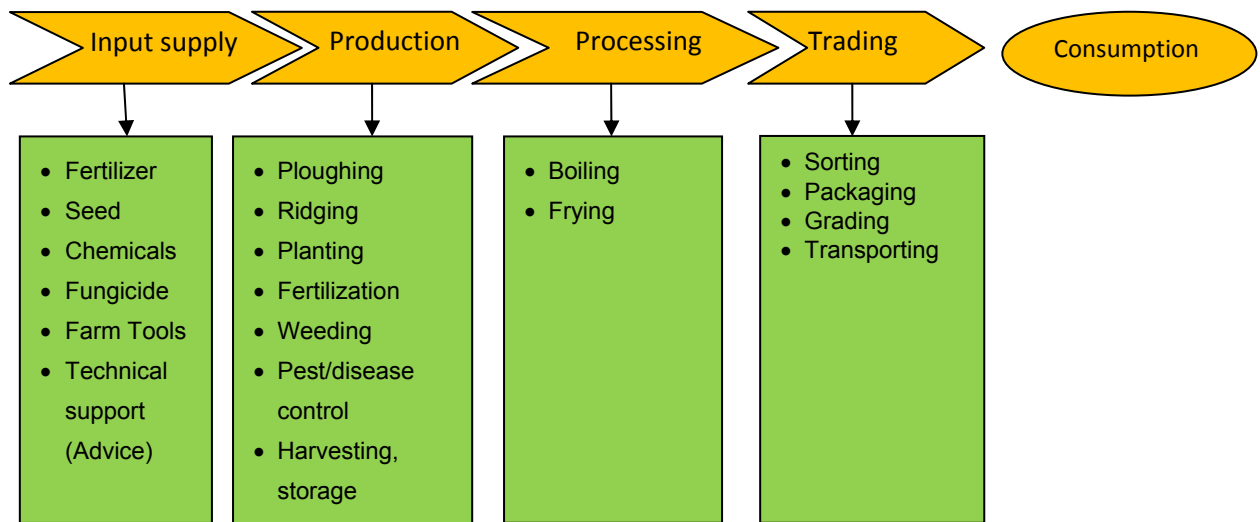 Input supply
Production
Processing
Trading
Consumption
• Fertilizer
• Seed
• Chemicals
• Fungicide
• Farm Tools
• Technical
support
(Advice)
• Ploughing
• Ridging
• Planting
• Fertilization
• Weeding
• Pest/disease
control
• Harvesting,
storage
• Boiling
• Frying
• Sorting
• Packaging
• Grading
• Transporting